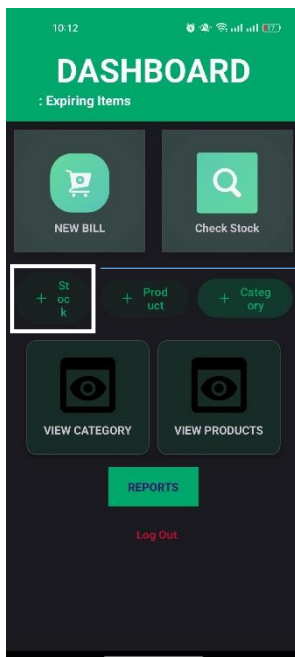 10:12
17
DASHBOARD
: Expiring Items
NEW BILL
Check Stock
+ St
oc
k
+ Prod
uct
+ Categ
ory
VIEW CATEGORY
VIEW PRODUCTS
REPORTS
Log Out